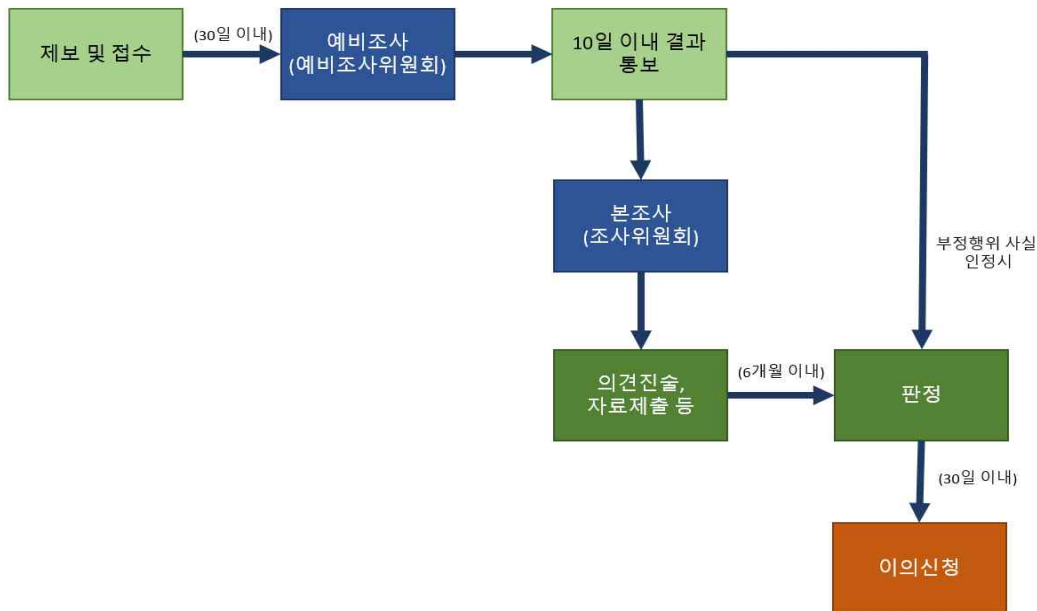 제보 및 접수
(30일 이내)
예비조사
(예비조사위원회)
10일 이내 결과
통보
본조사
(조사위원회)
부정행위 사실
인정시
의견진술,
자료제출 등
(6개월 이내)
판정
(30일 이내)
이의신청